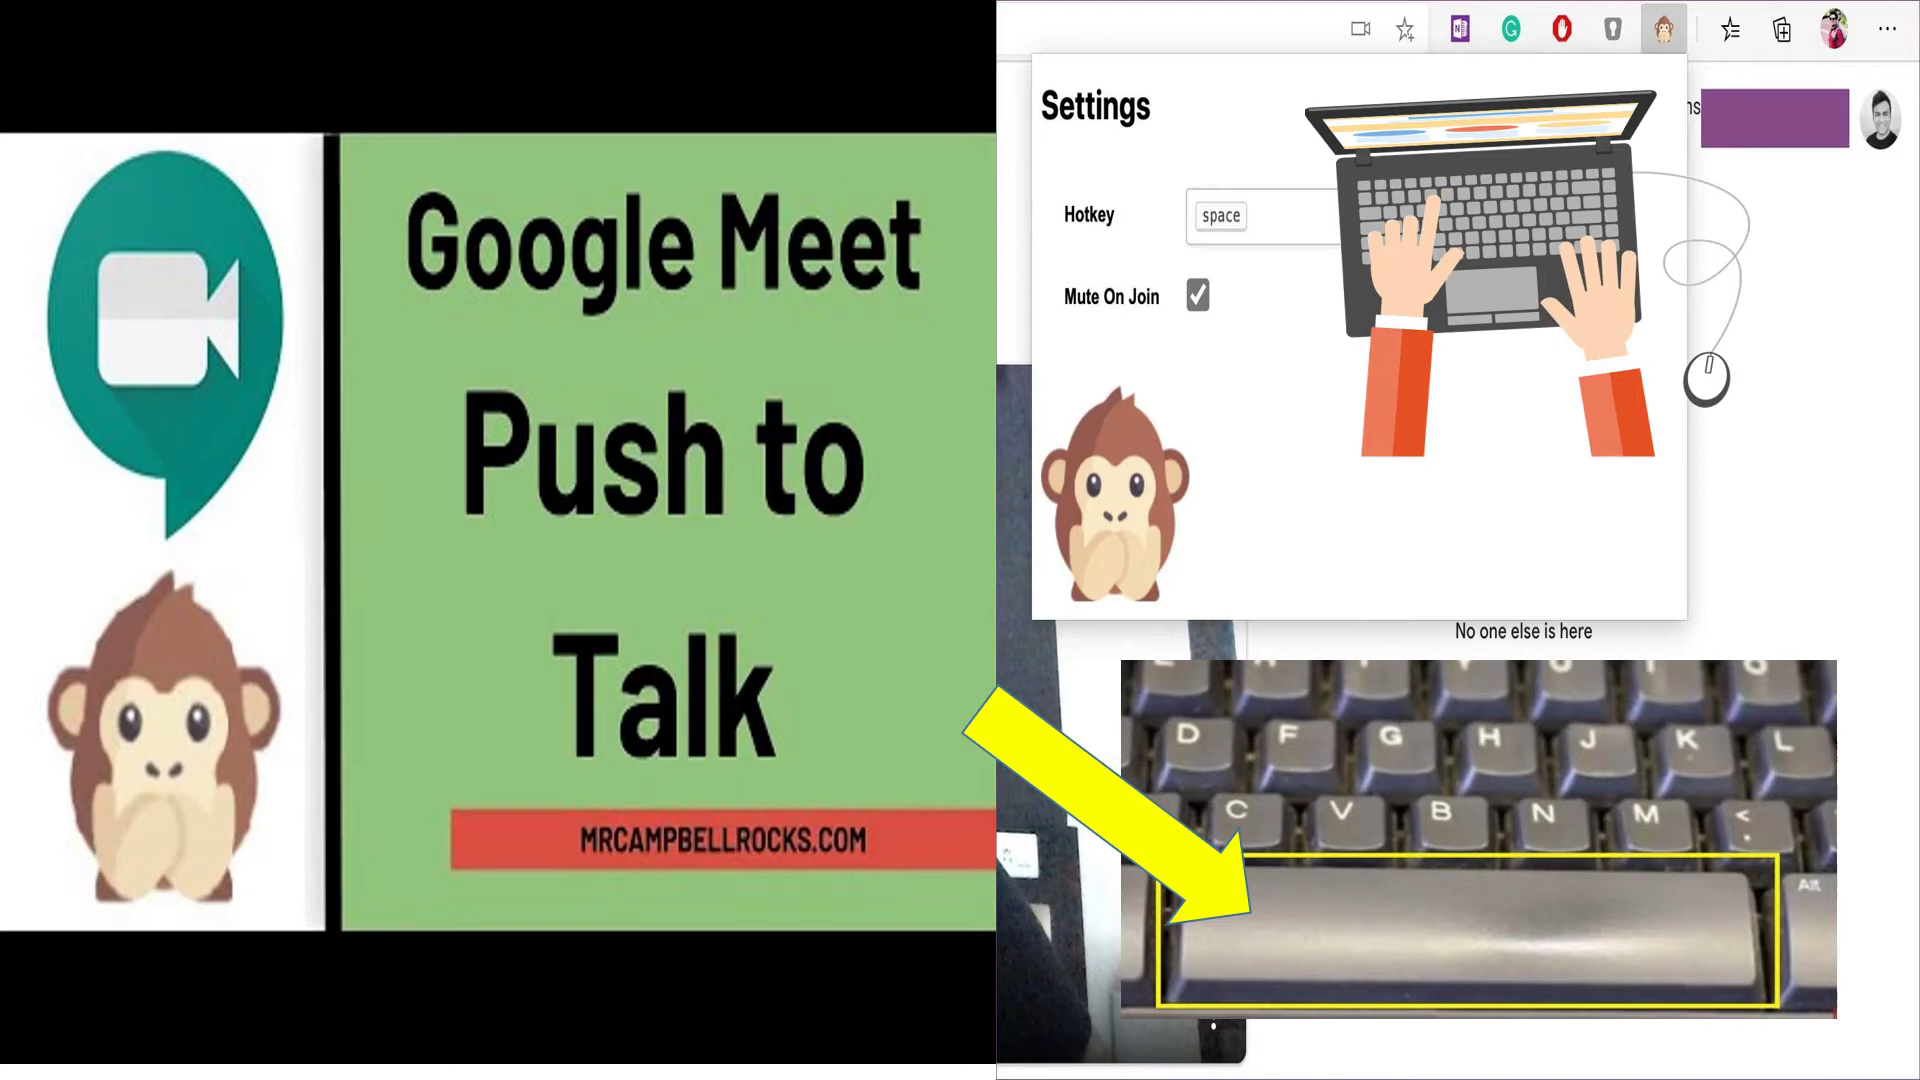 Google Meet
Push to
Talk
MRCAMPBELLROCKS.COM
Settings
ns
Hotkey
space
Mute On Join
No one else is here
D F G H J K L
C V B N M <
Alt